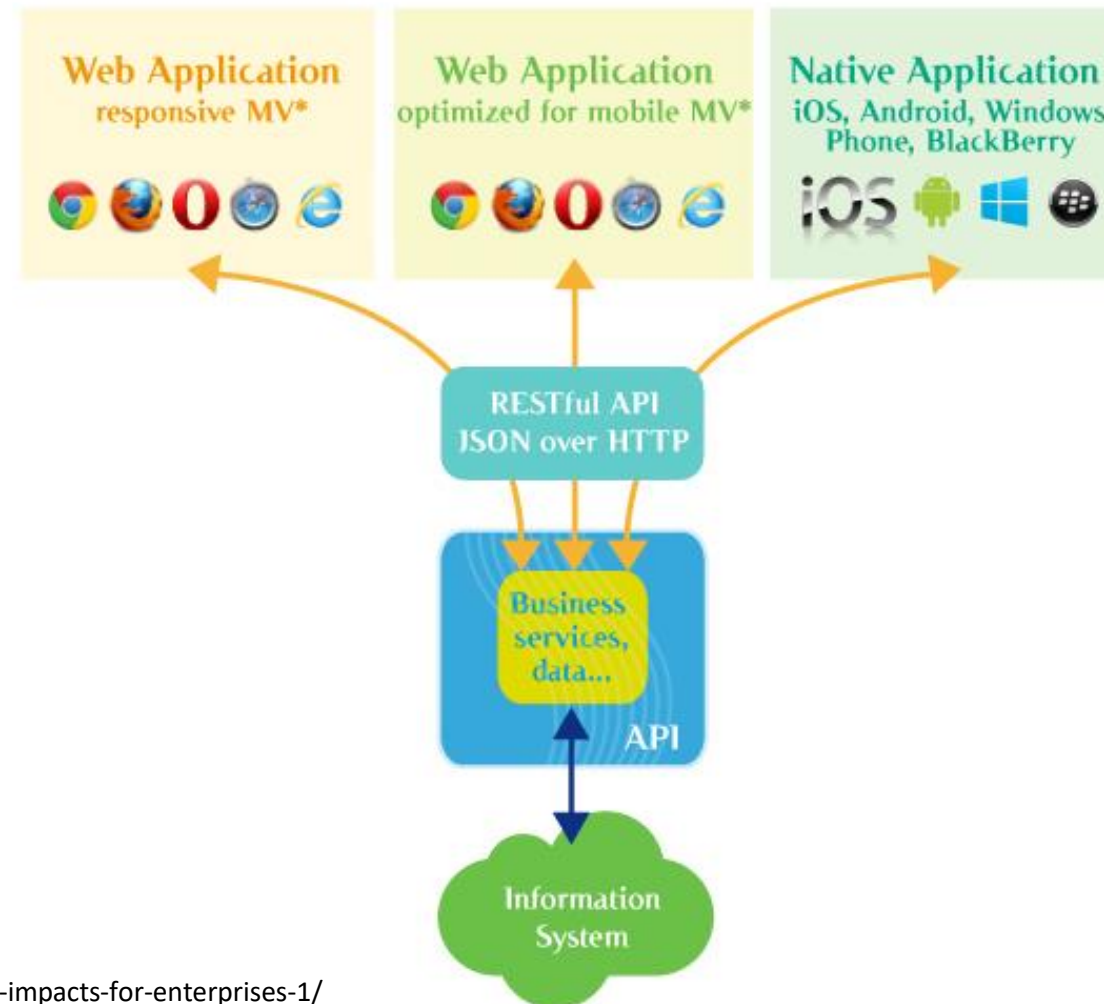 Web Application
responsive MV*
Web Application
optimized for mobile MV*
Native Application
iOS, Android, Windows
Phone, BlackBerry
iOS
RESTful API
JSON over HTTP
Business
services,
data...
API
Information
System
-impacts-for-enterprises-1/